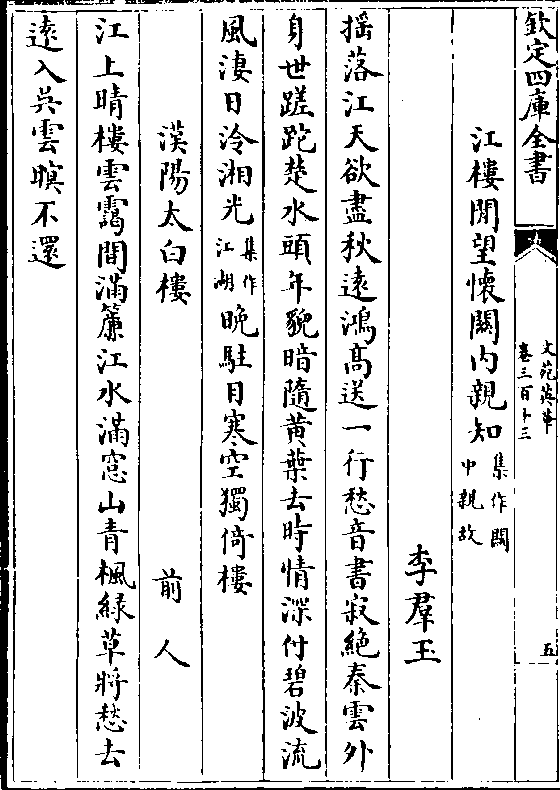 欽定四庫全書
文苑英華
卷三百十三
五
江樓閒望懷關內親知集作關中親故
李羣玉
摇落江天欲盡秋逺鴻髙送一行愁音書寂絶秦雲外
身世蹉跎楚水頭年貌暗隨黄葉去時情深付碧波流
風淒日冷湘光集作江湖晚駐目寒空獨倚樓
漢陽太白樓
前人
江上晴樓雲靄間滿簾江水滿窓山青楓緑草將愁去
逺入吳雲暝不還